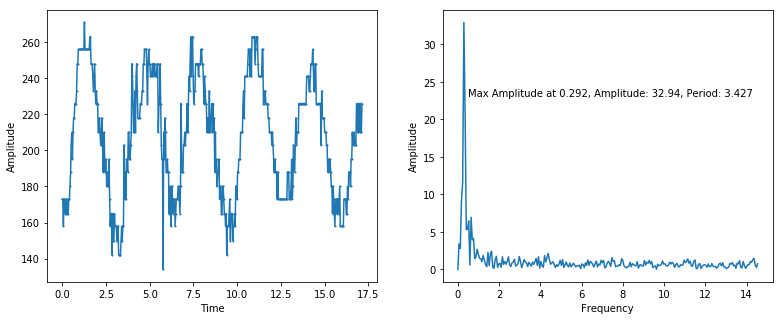 260
240
220
200
180
160
140
Amplitude
0.0 2.5 5.0 7.5 10.0 12.5 15.0 17.5
Time
35
30
25
20
15
10
5
0
Amplitude
Max Amplitude at 0.292, Amplitude: 32.94, Period: 3.427
0 2 4 6 8 10 12 14
Frequency